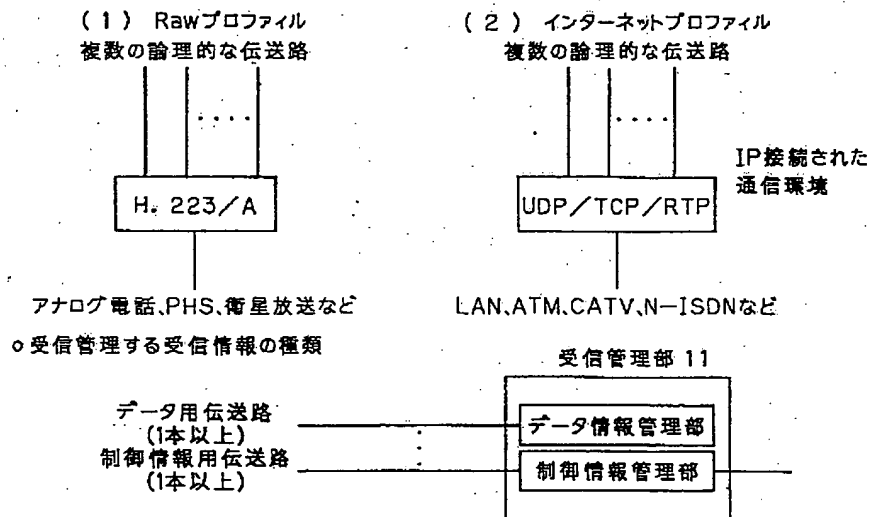 (1) Rawプロファイル
複数の論理的な伝送路
H. 223/A
アナログ電話、PHS、衛星放送など
(2) インターネットプロファイル
複数の論理的な伝送路
IP接続された
通信環境
UDP/TCP/RTP
LAN、ATM、CATV、N-ISDNなど
○受信管理する受信情報の種類
受信管理部 11
データ用伝送路
(1本以上)
データ情報管理部
制御情報用伝送路
(1本以上)
制御情報管理部